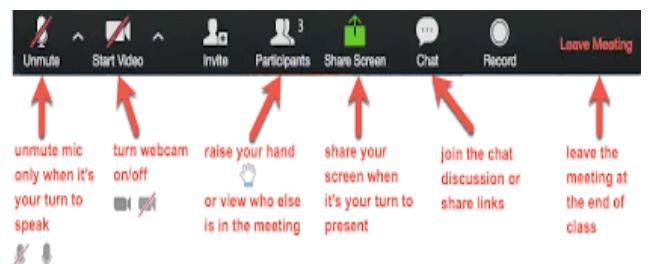 3
Unmute Start Video Invite Participants Share Screen Chat Record Leave Meeting
unmute mic
only when it's
your turn to
speak
turn webcam
on/off
raise your hand
or view who else
is in the meeting
share your
screen when
it's your turn to
present
join the chat
discussion or
share links
leave the
meeting at
the end of
class